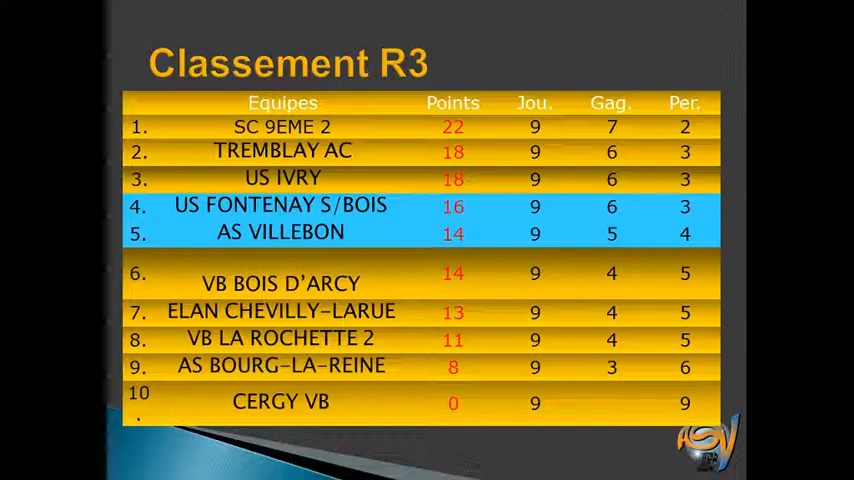 Classement R3
Equipes Points Jou. Gag. Per.
1. SC 9EME 2 22 9 7 2
2. TREMBLAY AC 18 9 6 3
3. US IVRY 18 9 6 3
4. US FONTENAY S/BOIS 16 9 6 3
5. AS VILLEBON 14 9 5 4
6. VB BOIS D’ARCY 14 9 4 5
7. ELAN CHEVILLY-LARUE 13 9 4 5
8. VB LA ROCHETTE 2 11 9 4 5
9. AS BOURG-LA-REINE 8 9 3 6
10. CERGY VB 0 9 9
ASV